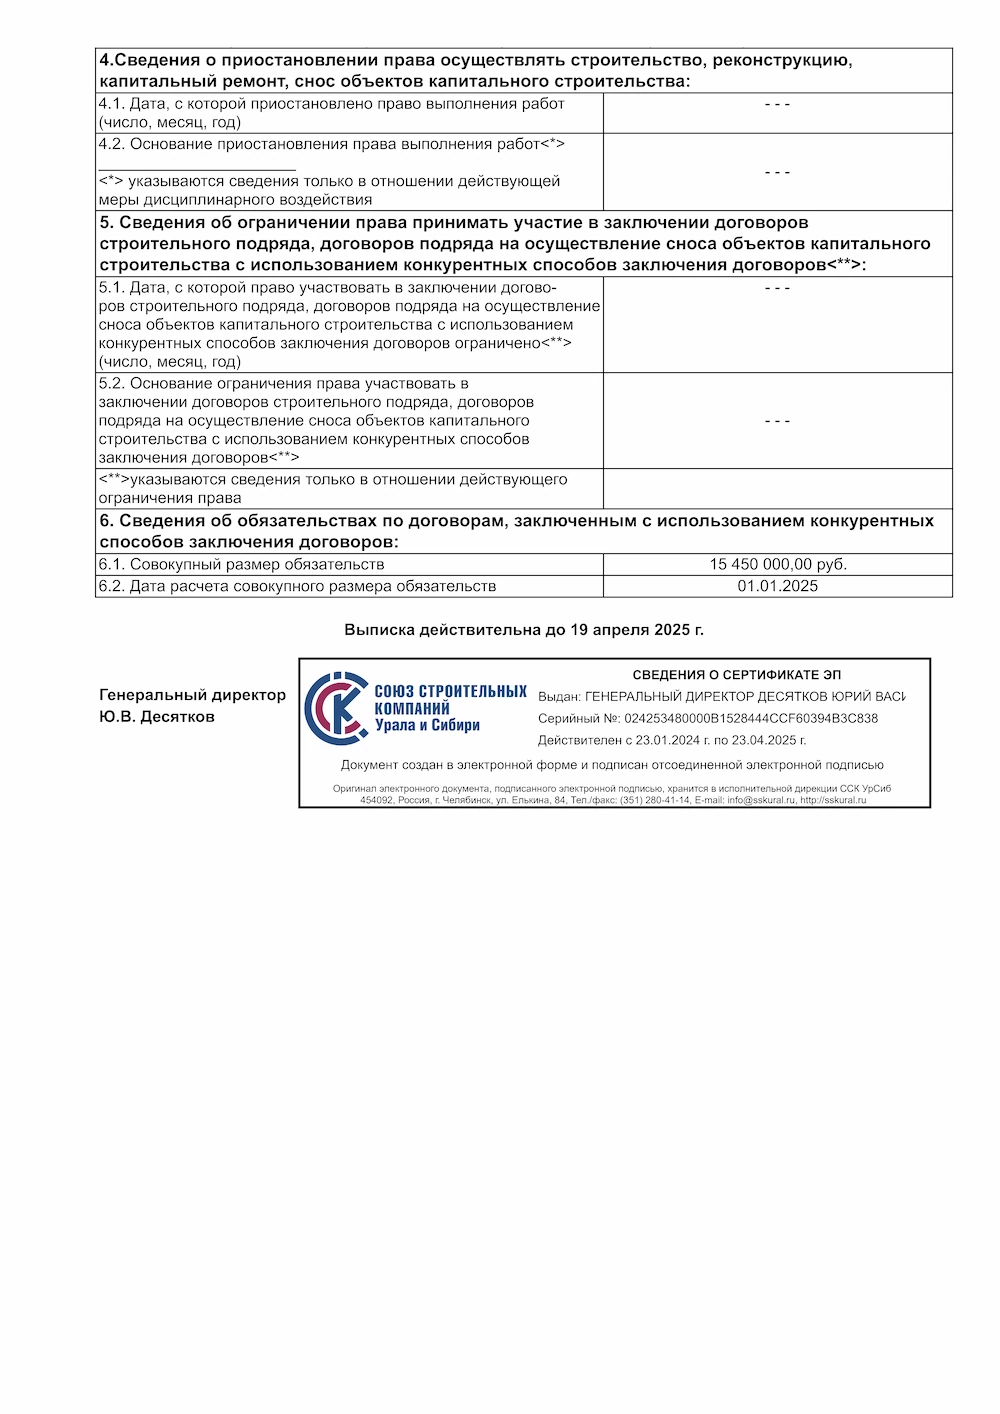 4.Сведения о приостановлении права осуществлять строительство, реконструкцию,
капитальный ремонт, снос объектов капитального строительства:
4.1. Дата, с которой приостановлено право выполнения работ
(число, месяц, год)
- - -
4.2. Основание приостановления права выполнения работ<*>
<*> указываются сведения только в отношении действующей
меры дисциплинарного воздействия
- - -
5. Сведения об ограничении права принимать участие в заключении договоров
строительного подряда, договоров подряда на осуществление сноса объектов капитального
строительства с использованием конкурентных способов заключения договоров<**>:
5.1. Дата, с которой право участвовать в заключении догово-
ров строительного подряда, договоров подряда на осуществление
сноса объектов капитального строительства с использованием
конкурентных способов заключения договоров ограничено<**>
(число, месяц, год)
- - -
5.2. Основание ограничения права участвовать в
заключении договоров строительного подряда, договоров
подряда на осуществление сноса объектов капитального
строительства с использованием конкурентных способов
заключения договоров<**>
- - -
<**>указываются сведения только в отношении действующего
ограничения права
6. Сведения об обязательствах по договорам, заключенным с использованием конкурентных
способов заключения договоров:
6.1. Совокупный размер обязательств
15 450 000,00 руб.
6.2. Дата расчета совокупного размера обязательств
01.01.2025
Выписка действительна до 19 апреля 2025 г.
Генеральный директор
Ю.В. Десятков
ССК
СОЮЗ СТРОИТЕЛЬНЫХ
КОМПАНИЙ
Урала и Сибири
СВЕДЕНИЯ О СЕРТИФИКАТЕ ЭП
Выдан: ГЕНЕРАЛЬНЫЙ ДИРЕКТОР ДЕСЯТКОВ ЮРИЙ ВАСИ
Серийный №: 024253480000B1528444CCF60394B3C838
Действителен с 23.01.2024 г. по 23.04.2025 г.
Документ создан в электронной форме и подписан отсоединенной электронной подписью
Оригинал электронного документа, подписанного электронной подписью, хранится в исполнительной дирекции ССК УрСиб
454092, Россия, г. Челябинск, ул. Елькина, 84, Тел./факс: (351) 280-41-14, E-mail: info@sskural.ru, http://sskural.ru